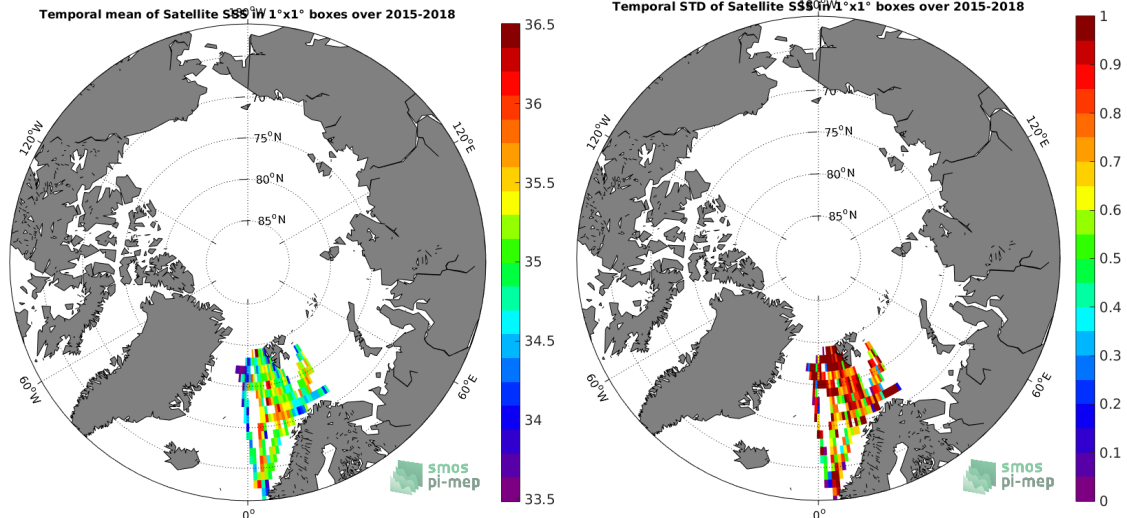 Temporal mean of Satellite SSS in 1°x1° boxes over 2015-2018
180°W
120°W
120°E
70°N
75°N
80°N
85°N
60°W
60°E
0°
36.5
36
35.5
35
34.5
34
33.5
smos
pi-mep
Temporal STD of Satellite SSS in 1°x1° boxes over 2015-2018
180°W
120°W
120°E
70°N
75°N
80°N
85°N
60°W
60°E
0°
1
0.9
0.8
0.7
0.6
0.5
0.4
0.3
0.2
0.1
0
smos
pi-mep